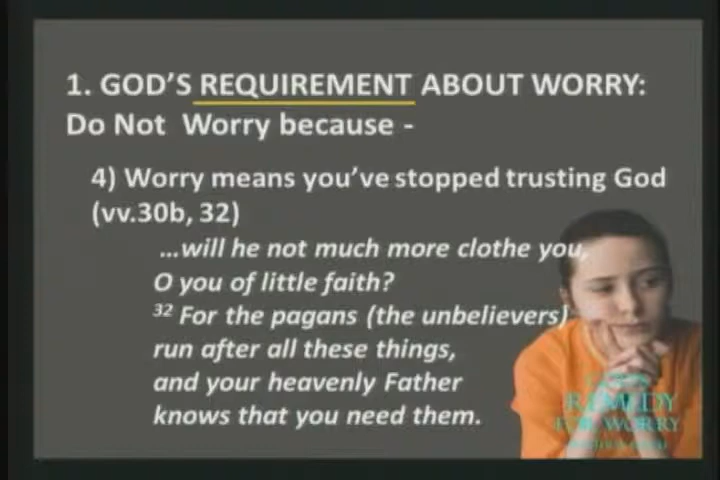 1. GOD'S REQUIREMENT ABOUT WORRY:
Do Not Worry because -
4) Worry means you've stopped trusting God
(vv.30b, 32)
...will he not much more clothe you,
O you of little faith?
32 For the pagans (the unbelievers)
run after all these things,
and your heavenly Father
knows that you need them.
REMEDY
FOR WORRY